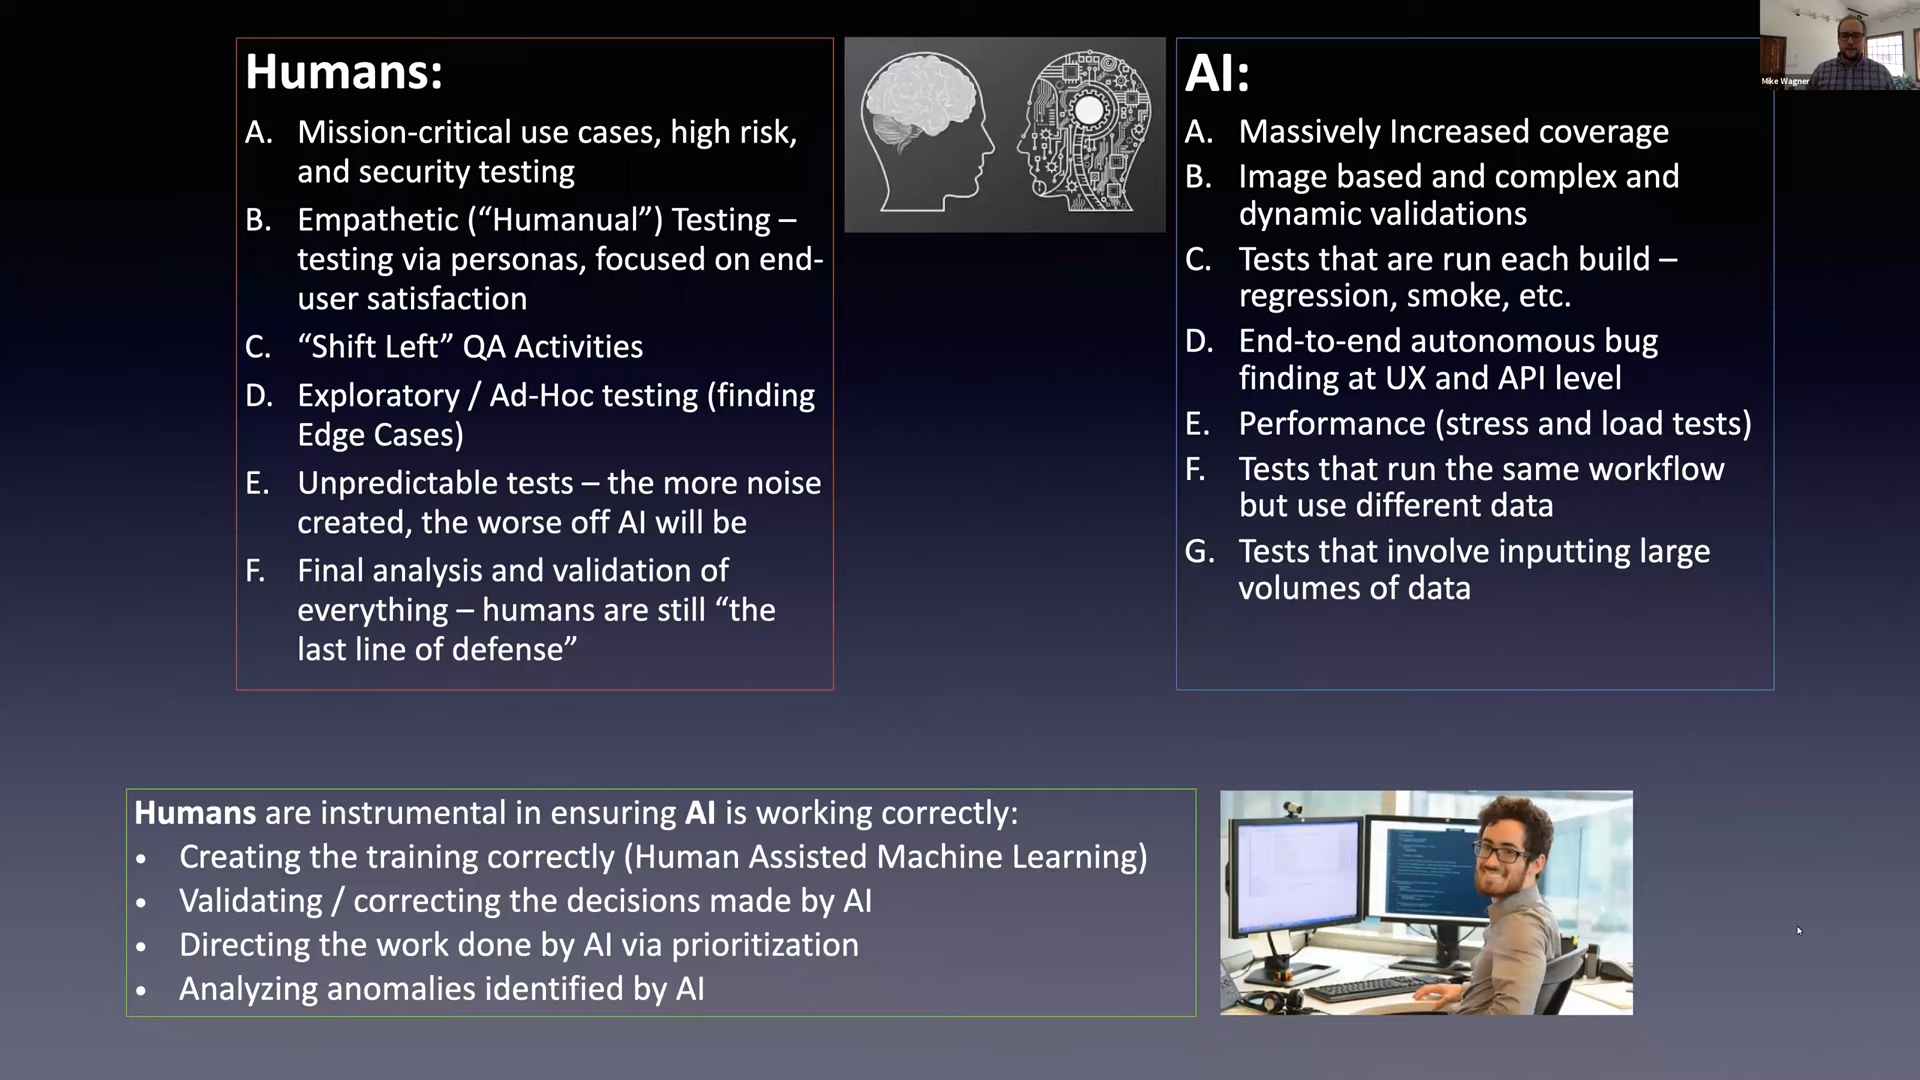 Humans:
A. Mission-critical use cases, high risk,
and security testing
B. Empathetic (“Humanual”) Testing –
testing via personas, focused on end-
user satisfaction
C. “Shift Left” QA Activities
D. Exploratory / Ad-Hoc testing (finding
Edge Cases)
E. Unpredictable tests – the more noise
created, the worse off AI will be
F. Final analysis and validation of
everything – humans are still “the
last line of defense”
AI:
A. Massively Increased coverage
B. Image based and complex and
dynamic validations
C. Tests that are run each build –
regression, smoke, etc.
D. End-to-end autonomous bug
finding at UX and API level
E. Performance (stress and load tests)
F. Tests that run the same workflow
but use different data
G. Tests that involve inputting large
volumes of data
Mike Wagner
Humans are instrumental in ensuring AI is working correctly:
• Creating the training correctly (Human Assisted Machine Learning)
• Validating / correcting the decisions made by AI
• Directing the work done by AI via prioritization
• Analyzing anomalies identified by AI